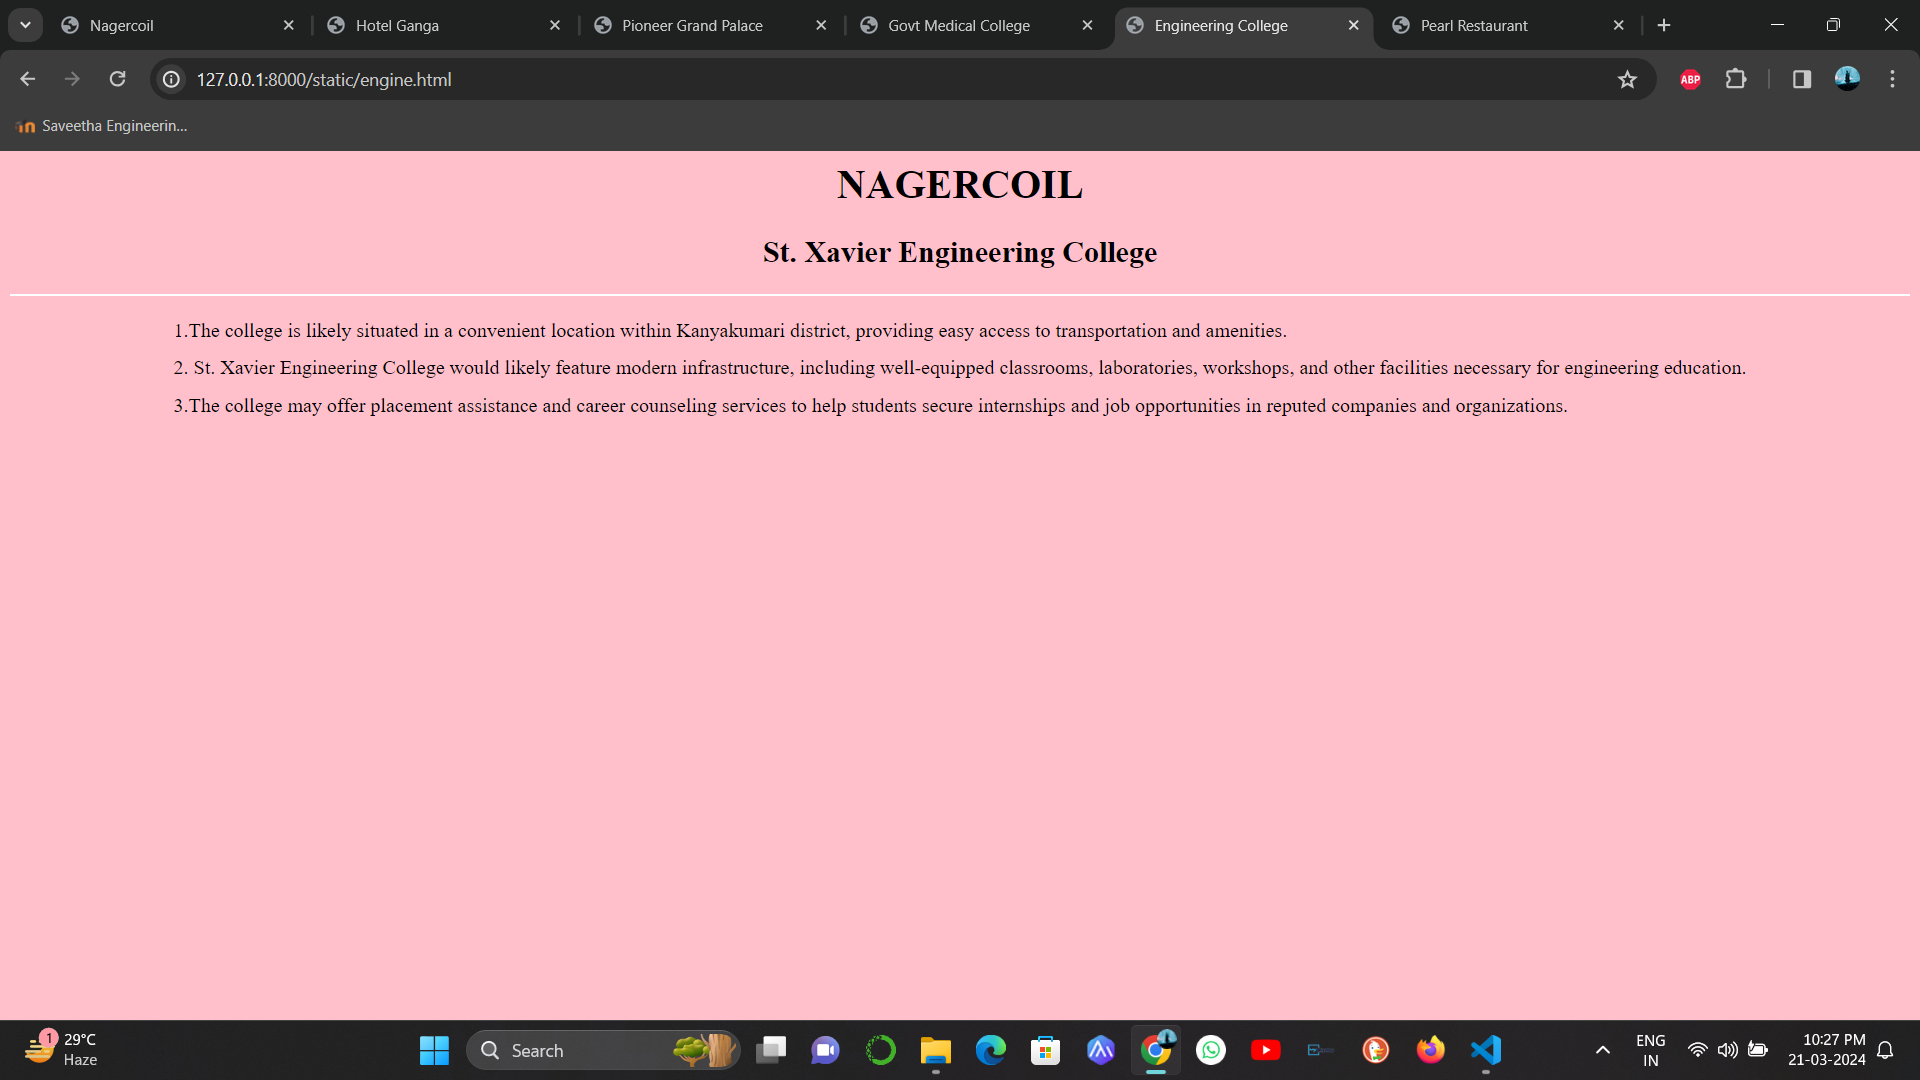 Nagercoil
Hotel Ganga
Pioneer Grand Palace
Govt Medical College
Engineering College
Pearl Restaurant
127.0.0.1:8000/static/engine.html
ABP
Saveetha Engineerin...
NAGERCOIL
St. Xavier Engineering College
1.The college is likely situated in a convenient location within Kanyakumari district, providing easy access to transportation and amenities.
2. St. Xavier Engineering College would likely feature modern infrastructure, including well-equipped classrooms, laboratories, workshops, and other facilities necessary for engineering education.
3.The college may offer placement assistance and career counseling services to help students secure internships and job opportunities in reputed companies and organizations.
1
29°C
Haze
Search
ENG
IN
10:27 PM
21-03-2024